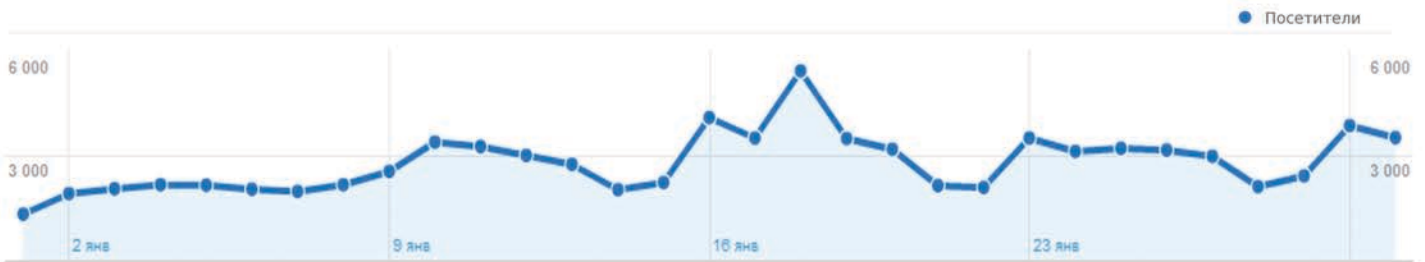 Посетители
6 000 6 000
3 000 3 000
2 янв 9 янв 16 янв 23 янв